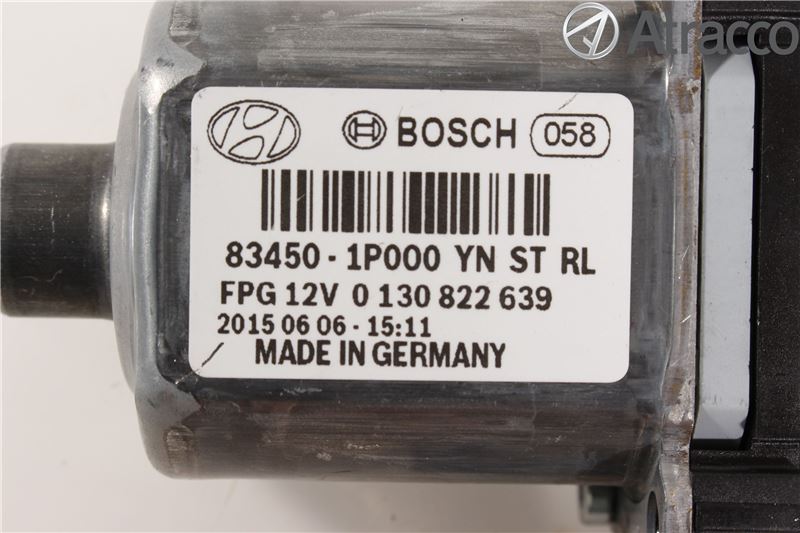 Atracco
BOSCH 058
83450-1P000 YN ST RL
FPG 12V 0 130 822 639
2015 06 06 - 15:11
MADE IN GERMANY